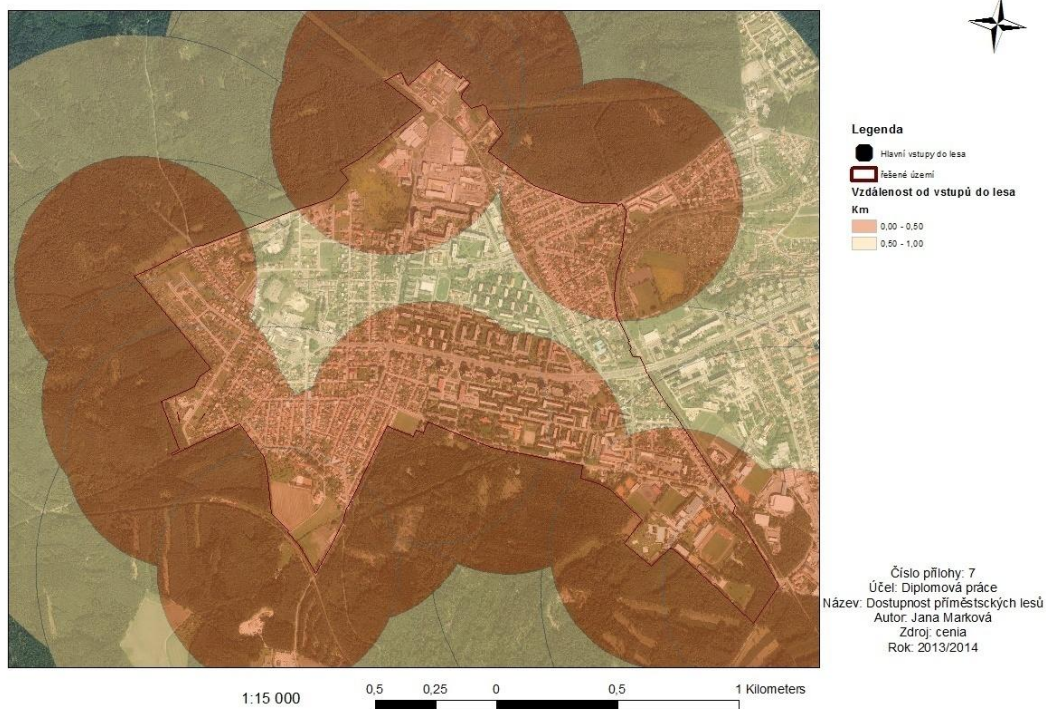 Legenda
Hlavní vstupy do lesa
řešené území
Vzdálenost od vstupů do lesa
Km
0,00 - 0,50
0,50 - 1,00
Číslo přílohy: 7
Účel: Diplomová práce
Název: Dostupnost příměstsckých lesů
Autor: Jana Marková
Zdroj: cenia
Rok: 2013/2014
1:15 000
0,5 0,25 0 0,5 1 Kilometers